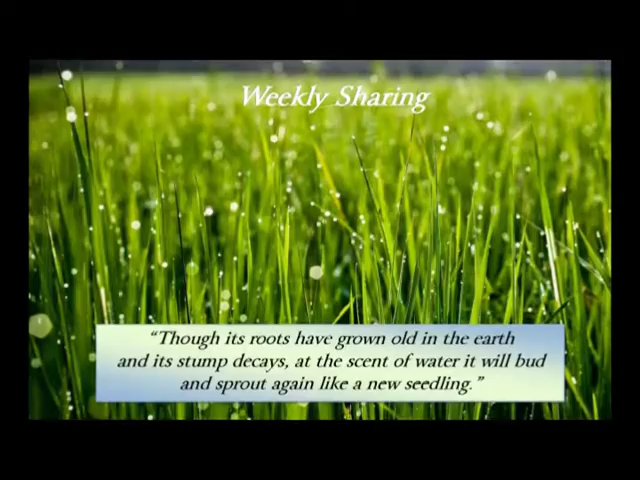 Weekly Sharing
“Though its roots have grown old in the earth
and its stump decays, at the scent of water it will bud
and sprout again like a new seedling.”